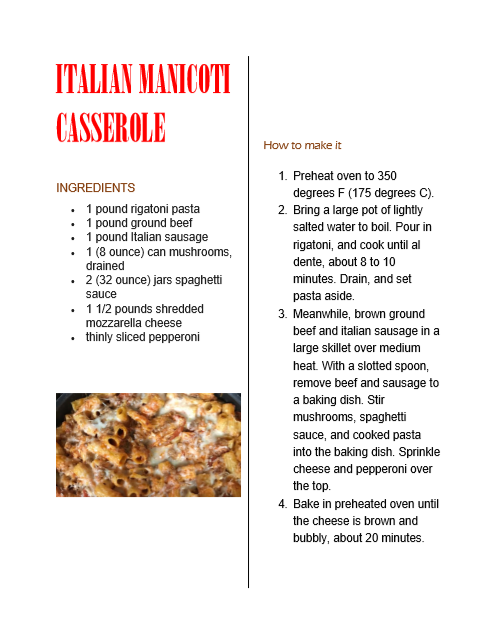 ITALIAN MANICOTI
CASSEROLE
INGREDIENTS
• 1 pound rigatoni pasta
• 1 pound ground beef
• 1 pound Italian sausage
• 1 (8 ounce) can mushrooms,
drained
• 2 (32 ounce) jars spaghetti
sauce
• 1 1/2 pounds shredded
mozzarella cheese
• thinly sliced pepperoni
How to make it
1. Preheat oven to 350
degrees F (175 degrees C).
2. Bring a large pot of lightly
salted water to boil. Pour in
rigatoni, and cook until al
dente, about 8 to 10
minutes. Drain, and set
pasta aside.
3. Meanwhile, brown ground
beef and italian sausage in a
large skillet over medium
heat. With a slotted spoon,
remove beef and sausage to
a baking dish. Stir
mushrooms, spaghetti
sauce, and cooked pasta
into the baking dish. Sprinkle
cheese and pepperoni over
the top.
4. Bake in preheated oven until
the cheese is brown and
bubbly, about 20 minutes.